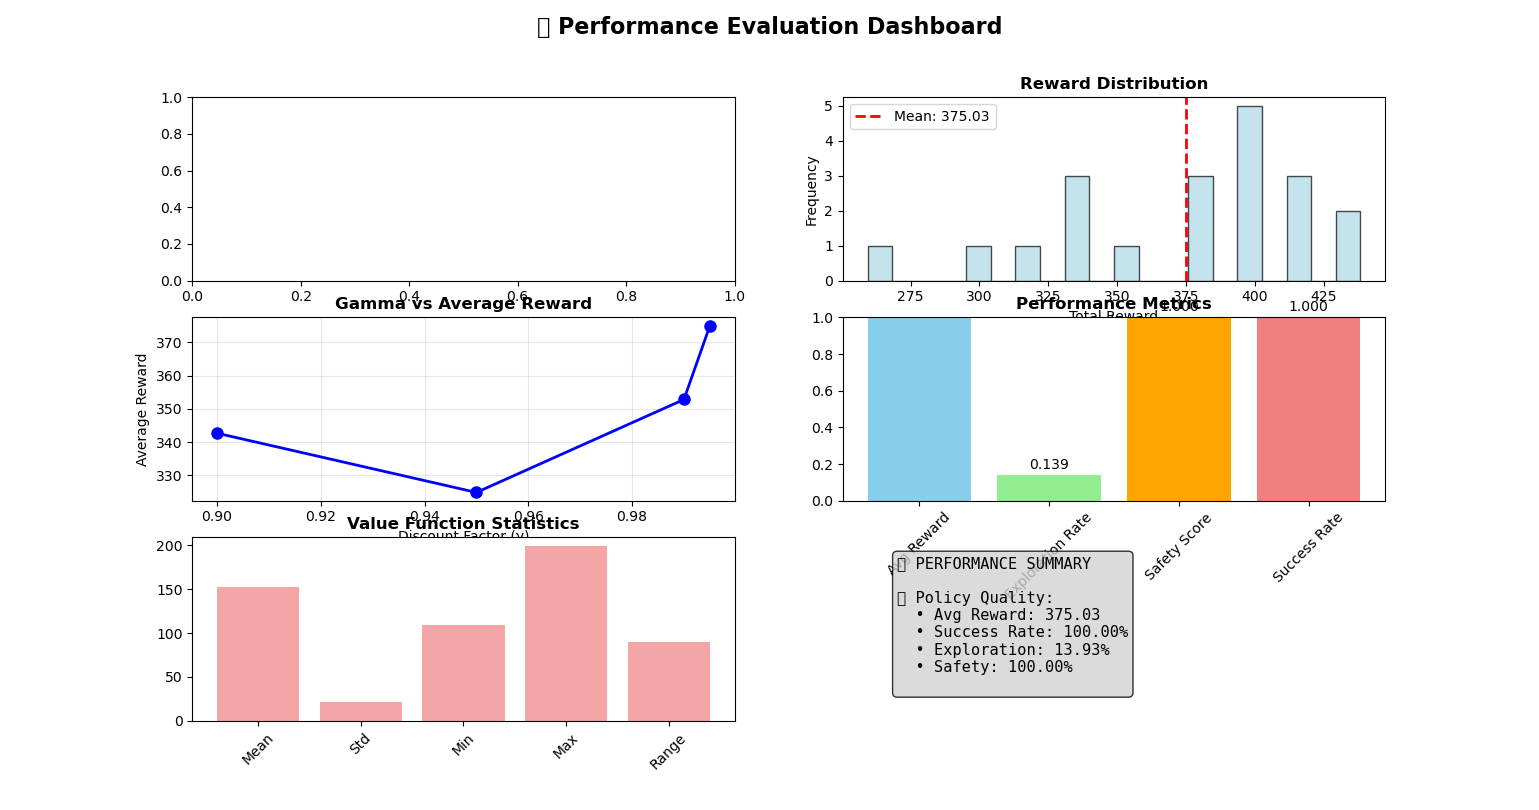 Performance Evaluation Dashboard
1.0
0.8
0.6
0.4
0.2
0.0
0.0 0.2 0.4 0.6 0.8 1.0
Reward Distribution
Mean: 375.03
Frequency
5
4
3
2
1
0
275 300 325 350 375 400 425
Total Reward
Gamma vs Average Reward
Average Reward
370
360
350
340
330
0.90 0.92 0.94 0.96 0.98
Discount Factor (γ)
Performance Metrics
1.000 1.000
0.139
1.0
0.8
0.6
0.4
0.2
0.0
Avg Reward
Exploration Rate
Safety Score
Success Rate
Value Function Statistics
200
150
100
50
0
Mean
Std
Min
Max
Range
PERFORMANCE SUMMARY
Policy Quality:
• Avg Reward: 375.03
• Success Rate: 100.00%
• Exploration: 13.93%
• Safety: 100.00%